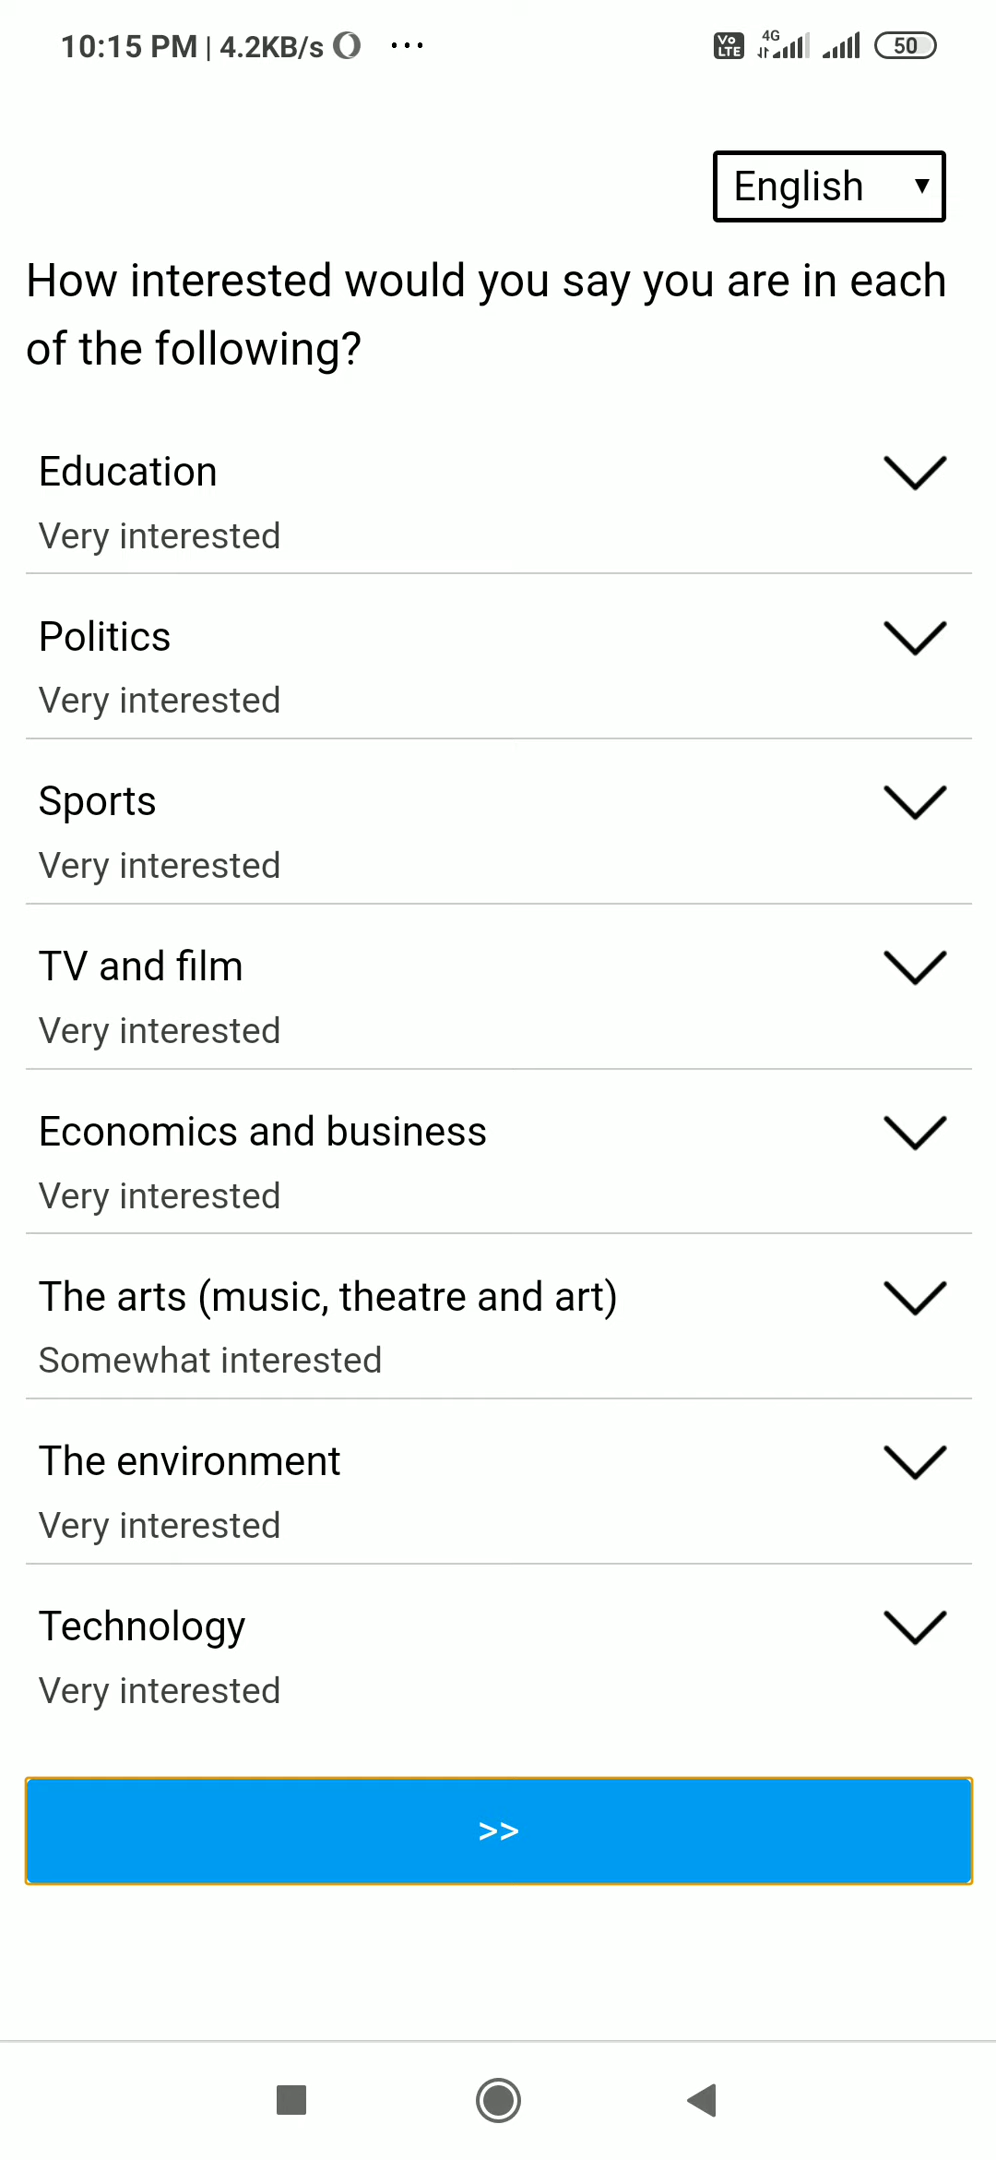 10:15 PM | 4.2KB/s ...
Vo LTE 4G 50
English
How interested would you say you are in each
of the following?
Education
Very interested
Politics
Very interested
Sports
Very interested
TV and film
Very interested
Economics and business
Very interested
The arts (music, theatre and art)
Somewhat interested
The environment
Very interested
Technology
Very interested
>>